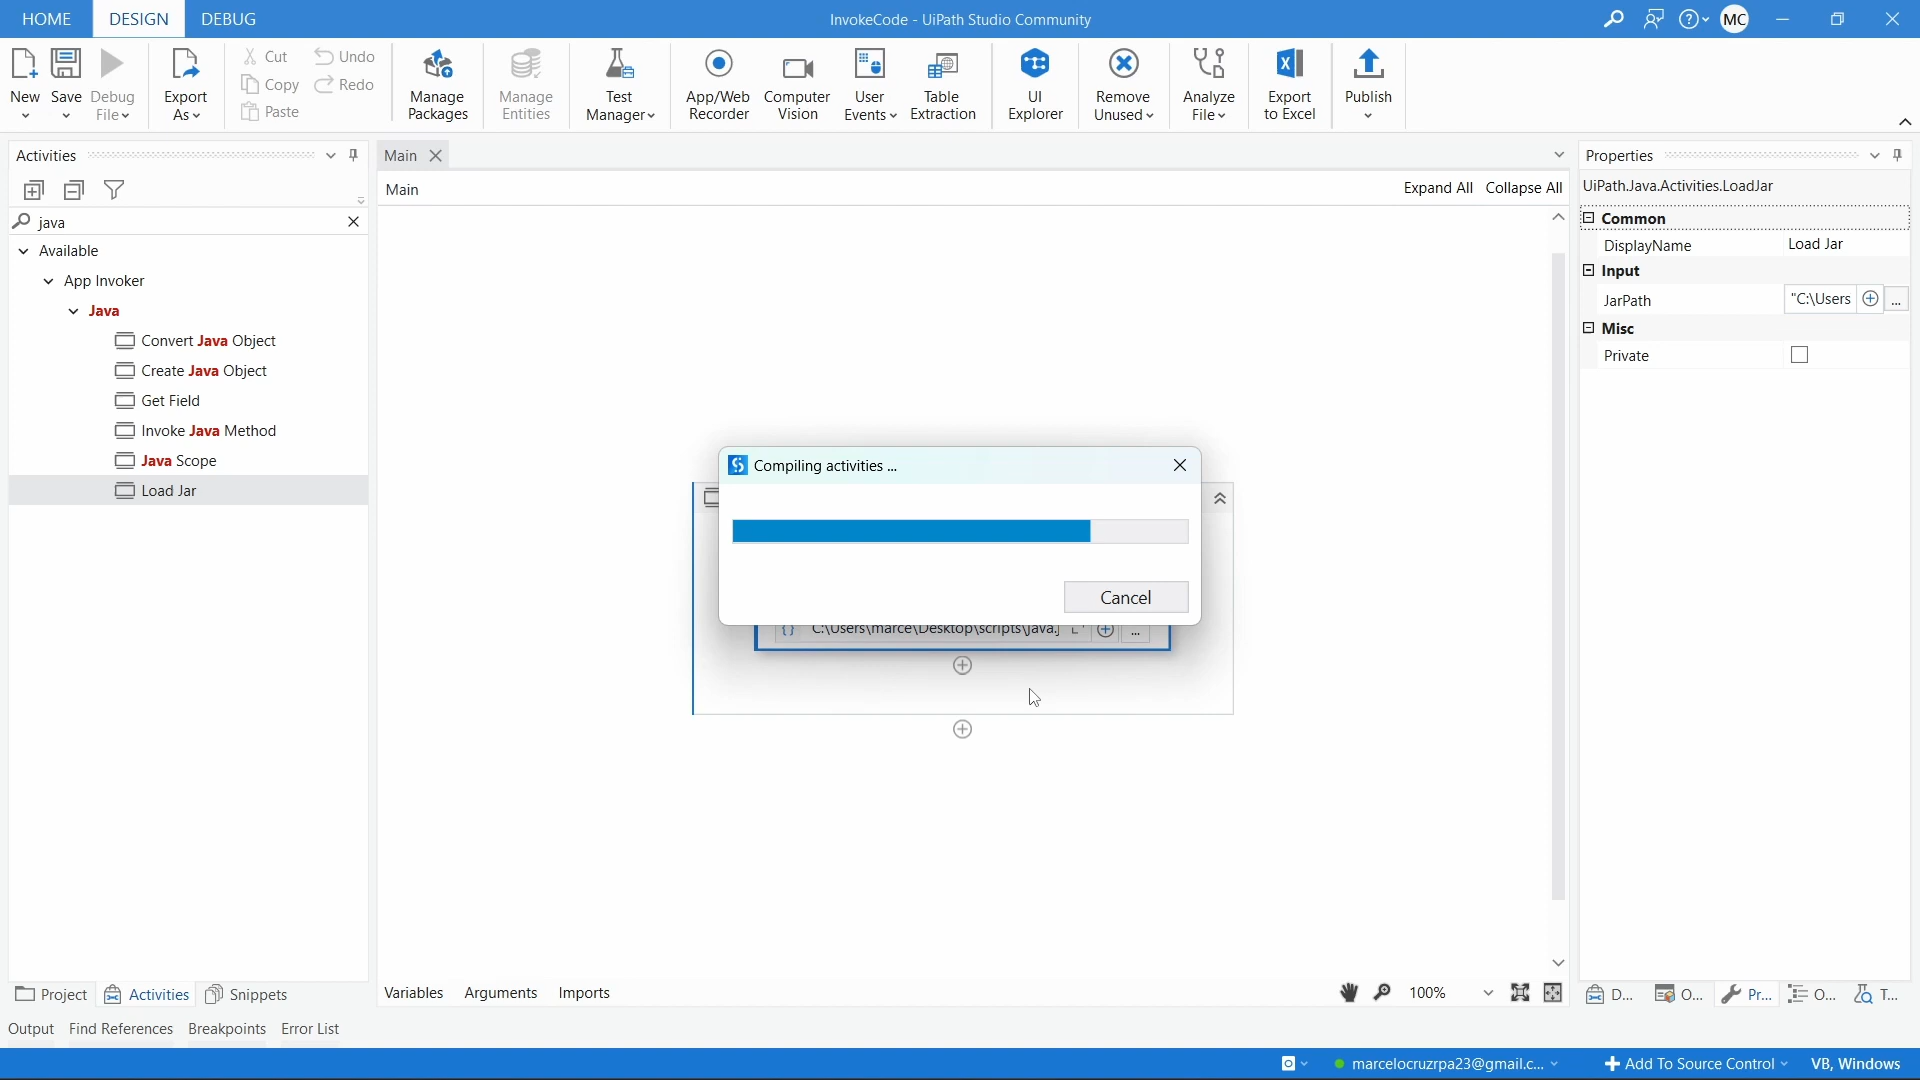 HOME DESIGN DEBUG InvokeCode - UiPath Studio Community MC
New Save Debug File Export As Cut Copy Paste Undo Redo Manage Packages Manage Entities Test Manager App/Web Recorder Computer Vision User Events Table Extraction UI Explorer Remove Unused Analyze File Export to Excel Publish
Activities
java
Available
App Invoker
Java
Convert Java Object
Create Java Object
Get Field
Invoke Java Method
Java Scope
Load Jar
Main
Main Expand All Collapse All
Compiling activities ...
Cancel
C:\Users\marce\Desktop\scripts\java.j ...
Properties
UiPath.Java.Activities.LoadJar
Common
DisplayName Load Jar
Input
JarPath "C:\Users ...
Misc
Private
Project Activities Snippets
Variables Arguments Imports 100%
D... O... Pr... O... T...
Output Find References Breakpoints Error List
marcelocruzrpa23@gmail.c... Add To Source Control VB, Windows